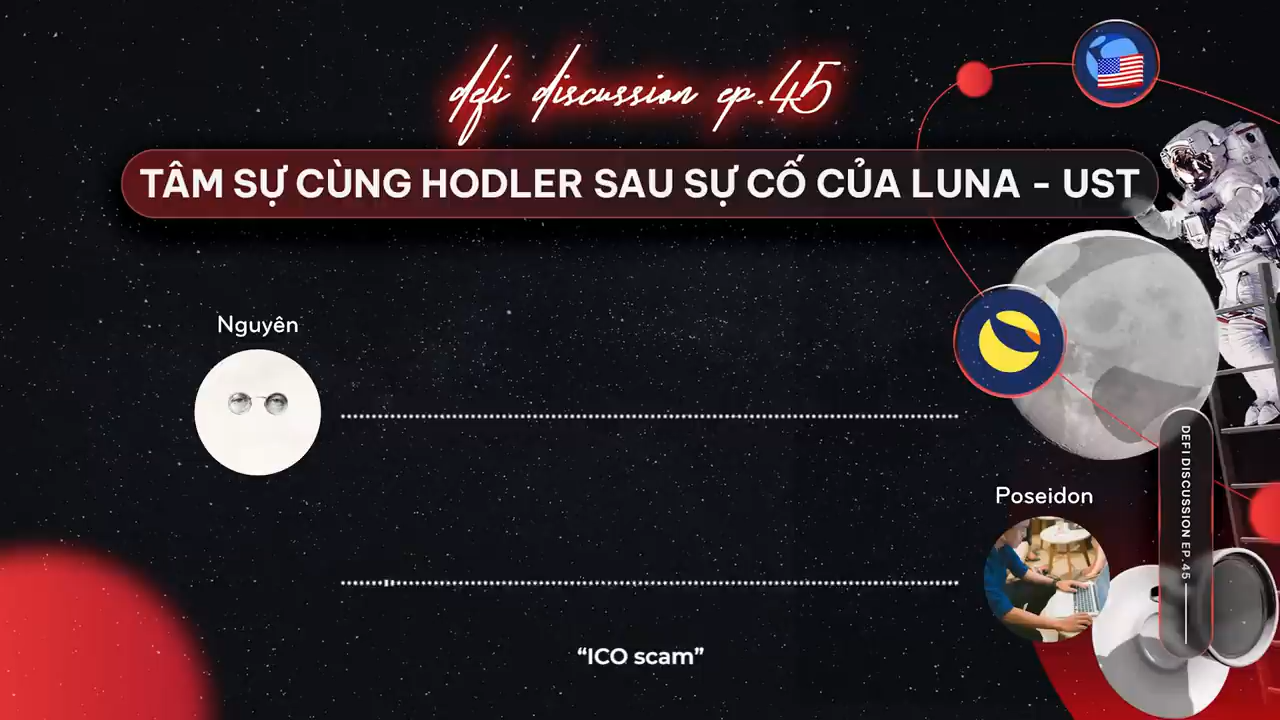 defi discussion ep.45
TÂM SỰ CÙNG HODLER SAU SỰ CỐ CỦA LUNA - UST
Nguyên
Poseidon
DEFI DISCUSSION EP.45
“ICO scam”